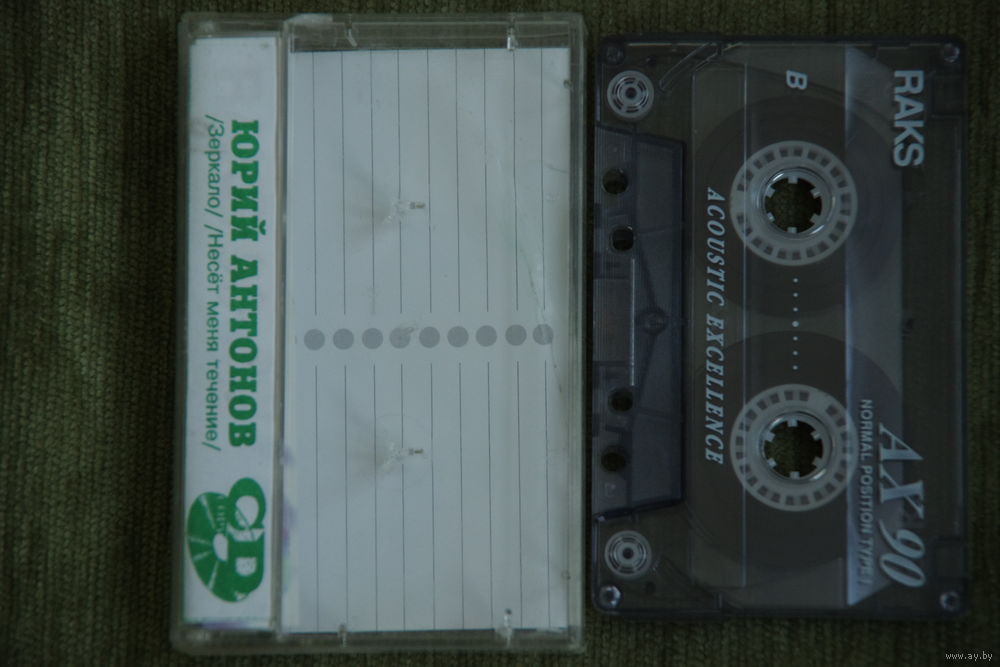 ЮРИЙ АНТОНОВ
/Зеркало/ /Несёт меня течение/
CD
RAKS
B
ACOUSTIC EXCELLENCE
AX 90
NORMAL POSITION TYPE I
www.ay.by